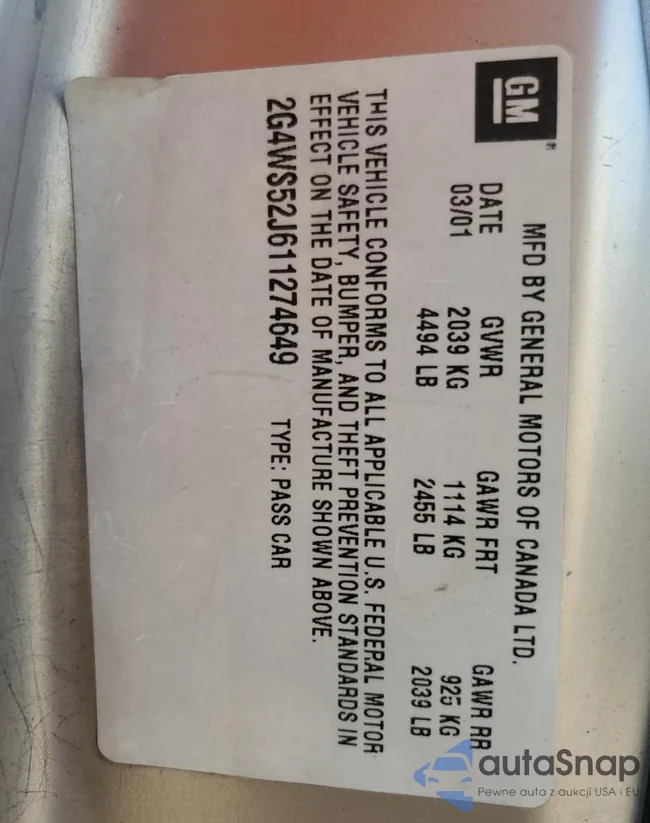 GM®
MFD BY GENERAL MOTORS OF CANADA LTD.
DATE GVWR GAWR FRT GAWR RR
03/01 2039 KG 1114 KG 925 KG
4494 LB 2455 LB 2039 LB
THIS VEHICLE CONFORMS TO ALL APPLICABLE U.S. FEDERAL MOTOR
VEHICLE SAFETY, BUMPER, AND THEFT PREVENTION STANDARDS IN
EFFECT ON THE DATE OF MANUFACTURE SHOWN ABOVE.
2G4WS52J611274649 TYPE: PASS CAR
autaSnap
Pewne auta z aukcji USA i EU